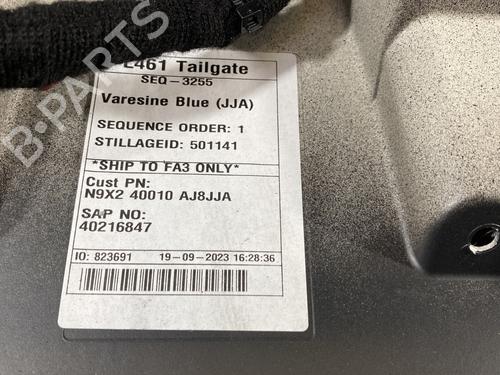 L461 Tailgate
SEQ-3255
Varesine Blue (JJA)
SEQUENCE ORDER: 1
STILLAGEID: 501141
*SHIP TO FA3 ONLY*
Cust PN:
N9X2 40010 AJ8JJA
SAP NO:
40216847
IO: 823691 19-09-2023 16:28:36
B-PARTS